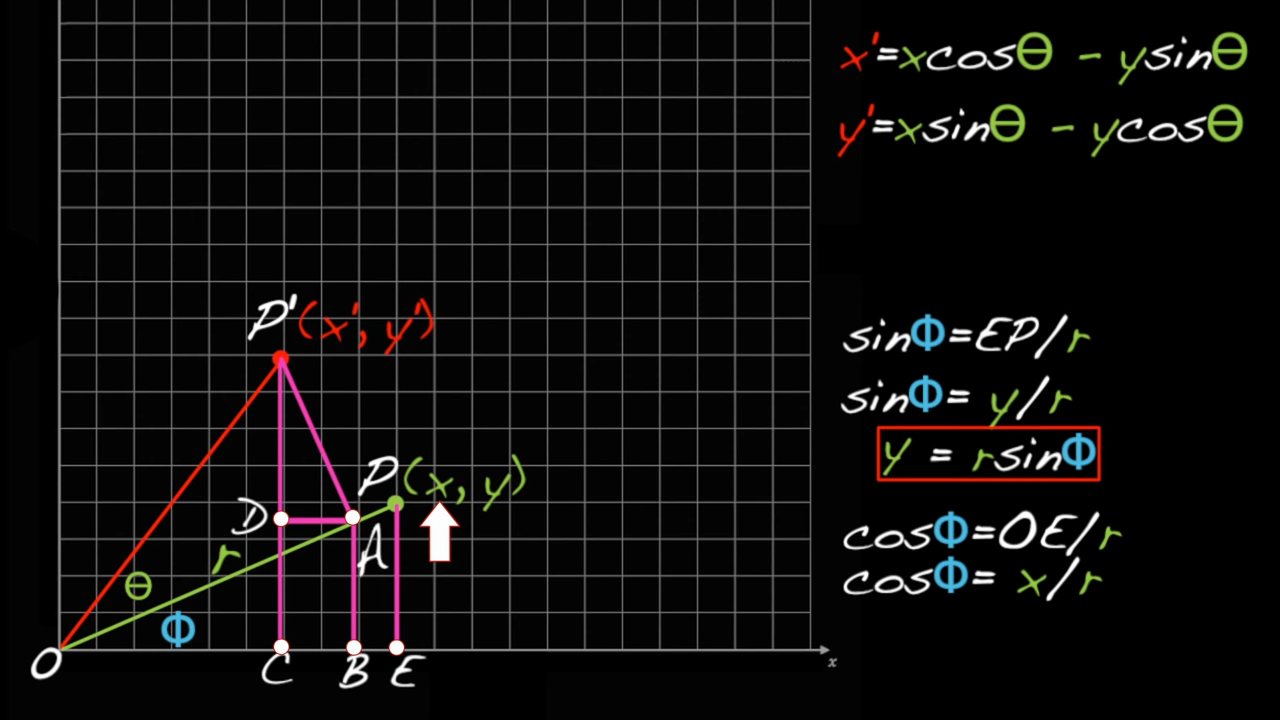 x'=xcosθ - ysinθ
y'=xsinθ - ycosθ
P'(x', y')
sinΦ=EP/r
sinΦ= y/r
y = rsinΦ
P(x, y)
D
A
r
θ
Φ
cosΦ=OE/r
cosΦ= x/r
O
C
B
E
x